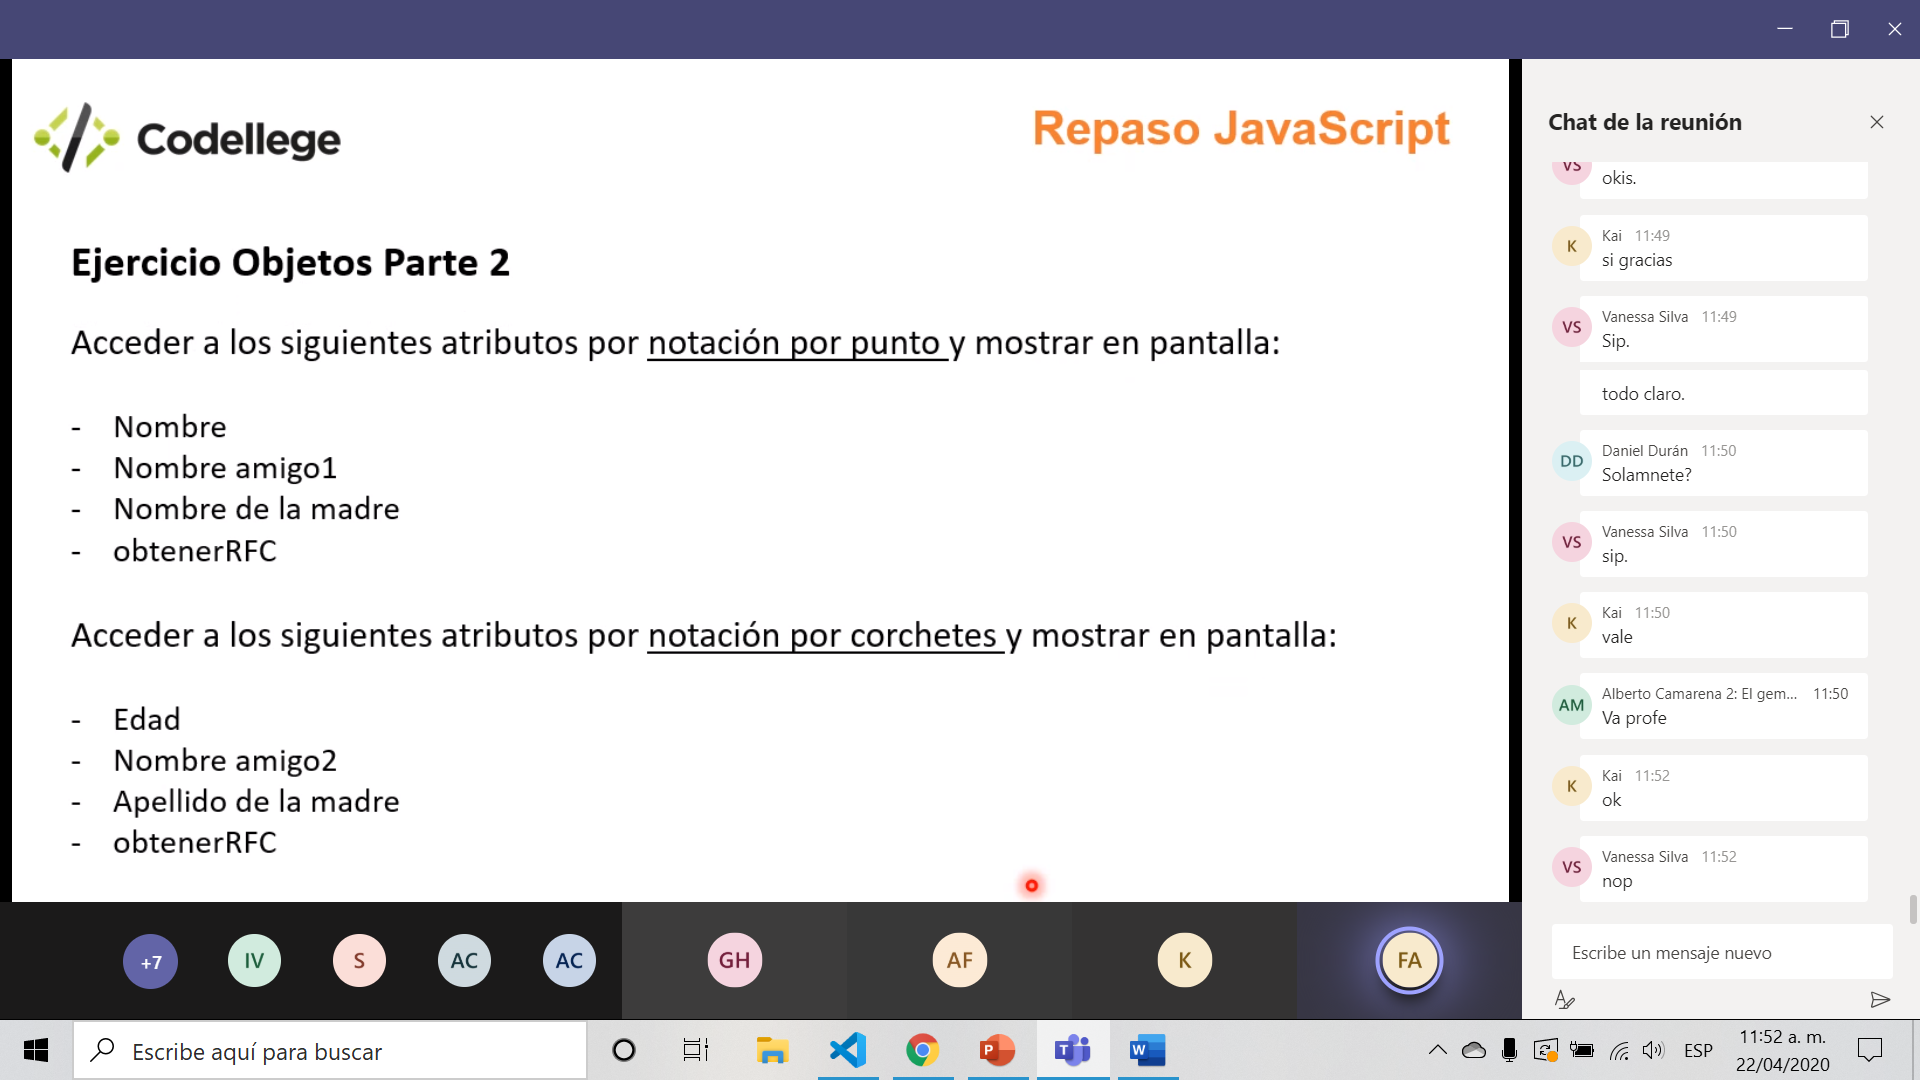 Codellege
Repaso JavaScript
Ejercicio Objetos Parte 2
Acceder a los siguientes atributos por notación por punto y mostrar en pantalla:
- Nombre
- Nombre amigo1
- Nombre de la madre
- obtenerRFC
Acceder a los siguientes atributos por notación por corchetes y mostrar en pantalla:
- Edad
- Nombre amigo2
- Apellido de la madre
- obtenerRFC
Chat de la reunión
VS
okis.
K
Kai 11:49
si gracias
VS
Vanessa Silva 11:49
Sip.
todo claro.
DD
Daniel Durán 11:50
Solamnete?
VS
Vanessa Silva 11:50
sip.
K
Kai 11:50
vale
AM
Alberto Camarena 2: El gem... 11:50
Va profe
K
Kai 11:52
ok
VS
Vanessa Silva 11:52
nop
Escribe un mensaje nuevo
+7 IV S AC AC GH AF K FA
Escribe aquí para buscar
ESP
11:52 a. m.
22/04/2020